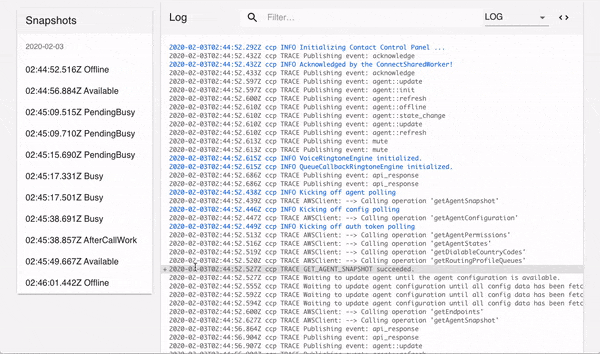 Snapshots
2020-02-03
02:44:52.516Z Offline
02:44:56.884Z Available
02:45:09.515Z PendingBusy
02:45:09.710Z PendingBusy
02:45:15.690Z PendingBusy
02:45:17.331Z Busy
02:45:17.501Z Busy
02:45:38.691Z Busy
02:45:38.857Z AfterCallWork
02:45:49.667Z Available
02:46:01.442Z Offline
Log
Filter...
LOG
<>
2020-02-03T02:44:52.292Z ccp INFO Initializing Contact Control Panel ...
2020-02-03T02:44:52.432Z ccp TRACE Publishing event: acknowledge
2020-02-03T02:44:52.432Z ccp INFO Acknowledged by the ConnectSharedWorker!
2020-02-03T02:44:52.433Z ccp TRACE Publishing event: acknowledge
2020-02-03T02:44:52.597Z ccp TRACE Publishing event: agent::update
2020-02-03T02:44:52.597Z ccp TRACE Publishing event: agent::init
2020-02-03T02:44:52.600Z ccp TRACE Publishing event: agent::refresh
2020-02-03T02:44:52.610Z ccp TRACE Publishing event: agent::offline
2020-02-03T02:44:52.610Z ccp TRACE Publishing event: agent::state_change
2020-02-03T02:44:52.610Z ccp TRACE Publishing event: agent::update
2020-02-03T02:44:52.610Z ccp TRACE Publishing event: agent::refresh
2020-02-03T02:44:52.613Z ccp TRACE Publishing event: mute
2020-02-03T02:44:52.613Z ccp TRACE Publishing event: mute
2020-02-03T02:44:52.615Z ccp INFO VoiceRingtoneEngine initialized.
2020-02-03T02:44:52.615Z ccp INFO QueueCallbackRingtoneEngine initialized.
2020-02-03T02:44:52.686Z ccp TRACE Publishing event: api_response
2020-02-03T02:44:52.686Z ccp TRACE Publishing event: api_response
2020-02-03T02:44:52.438Z ccp INFO Kicking off agent polling
2020-02-03T02:44:52.439Z ccp TRACE AWSClient: --> Calling operation 'getAgentSnapshot'
2020-02-03T02:44:52.446Z ccp INFO Kicking off config polling
2020-02-03T02:44:52.447Z ccp TRACE AWSClient: --> Calling operation 'getAgentConfiguration'
2020-02-03T02:44:52.449Z ccp INFO Kicking off auth token polling
2020-02-03T02:44:52.513Z ccp TRACE AWSClient: --> Calling operation 'getAgentPermissions'
2020-02-03T02:44:52.516Z ccp TRACE AWSClient: --> Calling operation 'getAgentStates'
2020-02-03T02:44:52.519Z ccp TRACE AWSClient: --> Calling operation 'getDialableCountryCodes'
2020-02-03T02:44:52.520Z ccp TRACE AWSClient: --> Calling operation 'getRoutingProfileQueues'
+ 2020-02-03T02:44:52.527Z ccp TRACE GET_AGENT_SNAPSHOT succeeded.
2020-02-03T02:44:52.527Z ccp TRACE Waiting to update agent until the agent configuration is available.
2020-02-03T02:44:52.555Z ccp TRACE Waiting to update agent configuration until all config data has been fetc
2020-02-03T02:44:52.592Z ccp TRACE Waiting to update agent configuration until all config data has been fetc
2020-02-03T02:44:52.594Z ccp TRACE Waiting to update agent configuration until all config data has been fetc
2020-02-03T02:44:52.600Z ccp TRACE AWSClient: --> Calling operation 'getEndpoints'
2020-02-03T02:44:52.627Z ccp TRACE AWSClient: --> Calling operation 'getAgentSnapshot'
2020-02-03T02:44:56.864Z ccp TRACE Publishing event: api_response
2020-02-03T02:44:56.904Z ccp TRACE Publishing event: api_response
2020-02-03T02:44:56.907Z ccp TRACE Publishing event: agent::update